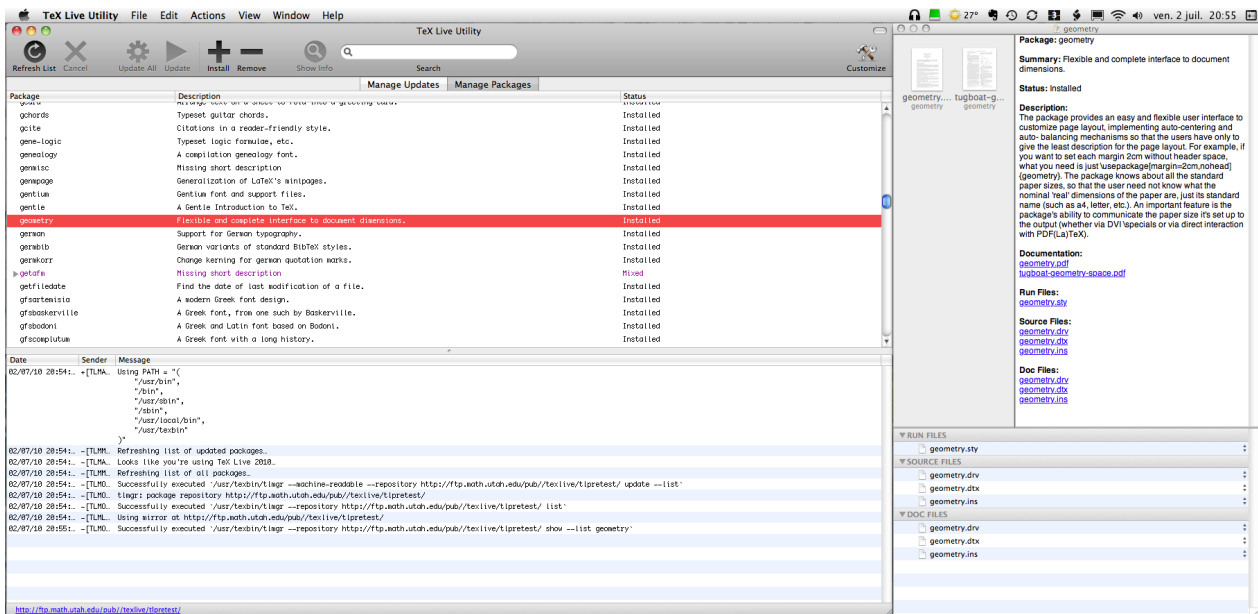 TeX Live Utility File Edit Actions View Window Help 27° ven. 2 juil. 20:55
TeX Live Utility
Refresh List Cancel Update All Update Install Remove Show Info Search Customize
Manage Updates Manage Packages
Package Description Status
gcard Arrange text on a sheet to fold into a greeting card. Installed
gchords Typeset guitar chords. Installed
gcite Citations in a reader-friendly style. Installed
gene-logic Typeset logic formulae, etc. Installed
genealogy A compilation genealogy font. Installed
genmisc Missing short description Installed
genmpage Generalization of LaTeX's minipages. Installed
gentium Gentium font and support files. Installed
gentle A Gentle Introduction to TeX. Installed
geometry Flexible and complete interface to document dimensions. Installed
german Support for German typography. Installed
germbib German variants of standard BibTeX styles. Installed
germkorr Change kerning for german quotation marks. Installed
getafm Missing short description Mixed
getfiledate Find the date of last modification of a file. Installed
gfsartemisia A modern Greek font design. Installed
gfsbaskerville A Greek font, from one such by Baskerville. Installed
gfsbodoni A Greek and Latin font based on Bodoni. Installed
gfscomplutum A Greek font with a long history. Installed
Date Sender Message
02/07/10 20:54:… +[TLMA… Using PATH = "(
"/usr/bin",
"/bin",
"/usr/sbin",
"/sbin",
"/usr/local/bin",
"/usr/texbin"
)"
02/07/10 20:54:… -[TLMM… Refreshing list of updated packages…
02/07/10 20:54:… -[TLMA… Looks like you're using TeX Live 2010…
02/07/10 20:54:… -[TLMM… Refreshing list of all packages…
02/07/10 20:54:… -[TLMO… Successfully executed `/usr/texbin/tlmgr --machine-readable --repository http://ftp.math.utah.edu/pub//texlive/tlpretest/ update --list`
02/07/10 20:54:… -[TLMO… tlmgr: package repository http://ftp.math.utah.edu/pub//texlive/tlpretest/
02/07/10 20:54:… -[TLMO… Successfully executed `/usr/texbin/tlmgr --repository http://ftp.math.utah.edu/pub//texlive/tlpretest/ list`
02/07/10 20:54:… -[TLML… Using mirror at http://ftp.math.utah.edu/pub//texlive/tlpretest/
02/07/10 20:55:… -[TLMO… Successfully executed `/usr/texbin/tlmgr --repository http://ftp.math.utah.edu/pub//texlive/tlpretest/ show --list geometry`
http://ftp.math.utah.edu/pub//texlive/tlpretest/
geometry
geometry.... tugboat-g...
geometry geometry
Package: geometry
Summary: Flexible and complete interface to document
dimensions.
Status: Installed
Description:
The package provides an easy and flexible user interface to
customize page layout, implementing auto-centering and
auto- balancing mechanisms so that the users have only to
give the least description for the page layout. For example, if
you want to set each margin 2cm without header space,
what you need is just \usepackage[margin=2cm,nohead]
{geometry}. The package knows about all the standard
paper sizes, so that the user need not know what the
nominal 'real' dimensions of the paper are, just its standard
name (such as a4, letter, etc.). An important feature is the
package's ability to communicate the paper size it's set up to
the output (whether via DVI \specials or via direct interaction
with PDF(La)TeX).
Documentation:
geometry.pdf
tugboat-geometry-space.pdf
Run Files:
geometry.sty
Source Files:
geometry.drv
geometry.dtx
geometry.ins
Doc Files:
geometry.drv
geometry.dtx
geometry.ins
RUN FILES
geometry.sty
SOURCE FILES
geometry.drv
geometry.dtx
geometry.ins
DOC FILES
geometry.drv
geometry.dtx
geometry.ins